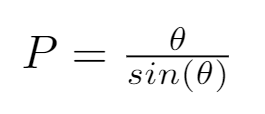 P = θ / sin(θ)